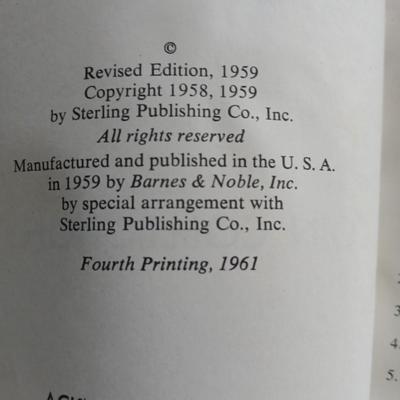 ©
Revised Edition, 1959
Copyright 1958, 1959
by Sterling Publishing Co., Inc.
All rights reserved
Manufactured and published in the U. S. A.
in 1959 by Barnes & Noble, Inc.
by special arrangement with
Sterling Publishing Co., Inc.
Fourth Printing, 1961
3
4.
5.